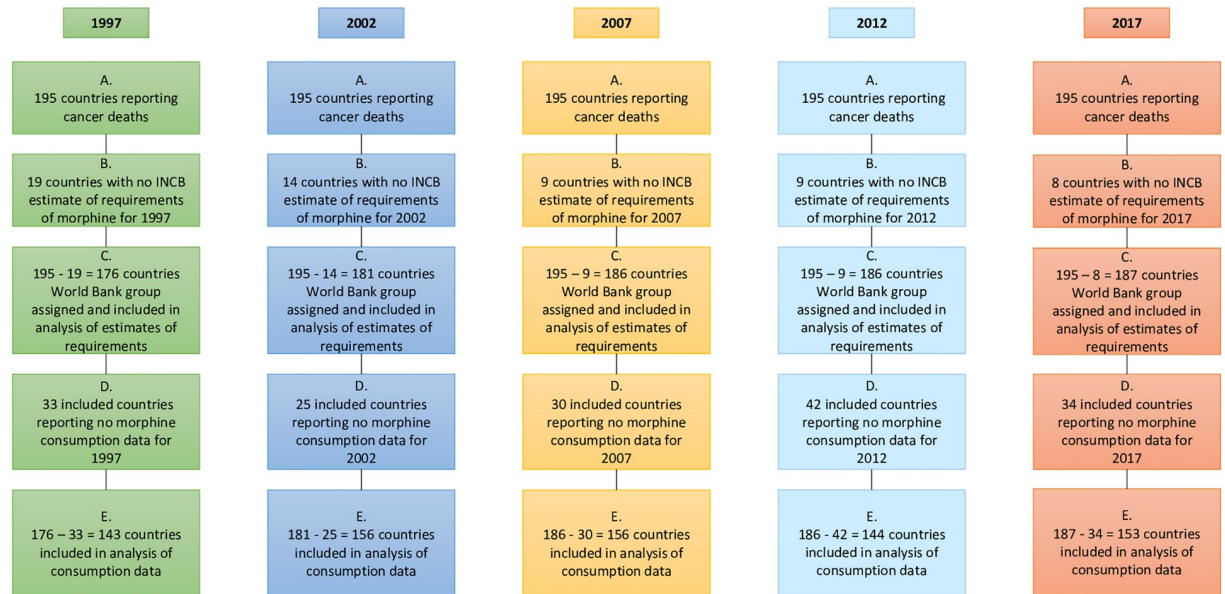 1997
A.
195 countries reporting
cancer deaths
B.
19 countries with no INCB
estimate of requirements
of morphine for 1997
C.
195 - 19 = 176 countries
World Bank group
assigned and included in
analysis of estimates of
requirements
D.
33 included countries
reporting no morphine
consumption data for
1997
E.
176 – 33 = 143 countries
included in analysis of
consumption data
2002
A.
195 countries reporting
cancer deaths
B.
14 countries with no INCB
estimate of requirements
of morphine for 2002
C.
195 - 14 = 181 countries
World Bank group
assigned and included in
analysis of estimates of
requirements
D.
25 included countries
reporting no morphine
consumption data for
2002
E.
181 - 25 = 156 countries
included in analysis of
consumption data
2007
A.
195 countries reporting
cancer deaths
B.
9 countries with no INCB
estimate of requirements
of morphine for 2007
C.
195 – 9 = 186 countries
World Bank group
assigned and included in
analysis of estimates of
requirements
D.
30 included countries
reporting no morphine
consumption data for
2007
E.
186 - 30 = 156 countries
included in analysis of
consumption data
2012
A.
195 countries reporting
cancer deaths
B.
9 countries with no INCB
estimate of requirements
of morphine for 2012
C.
195 – 9 = 186 countries
World Bank group
assigned and included in
analysis of estimates of
requirements
D.
42 included countries
reporting no morphine
consumption data for
2012
E.
186 - 42 = 144 countries
included in analysis of
consumption data
2017
A.
195 countries reporting
cancer deaths
B.
8 countries with no INCB
estimate of requirements
of morphine for 2017
C.
195 – 8 = 187 countries
World Bank group
assigned and included in
analysis of estimates of
requirements
D.
34 included countries
reporting no morphine
consumption data for
2017
E.
187 - 34 = 153 countries
included in analysis of
consumption data